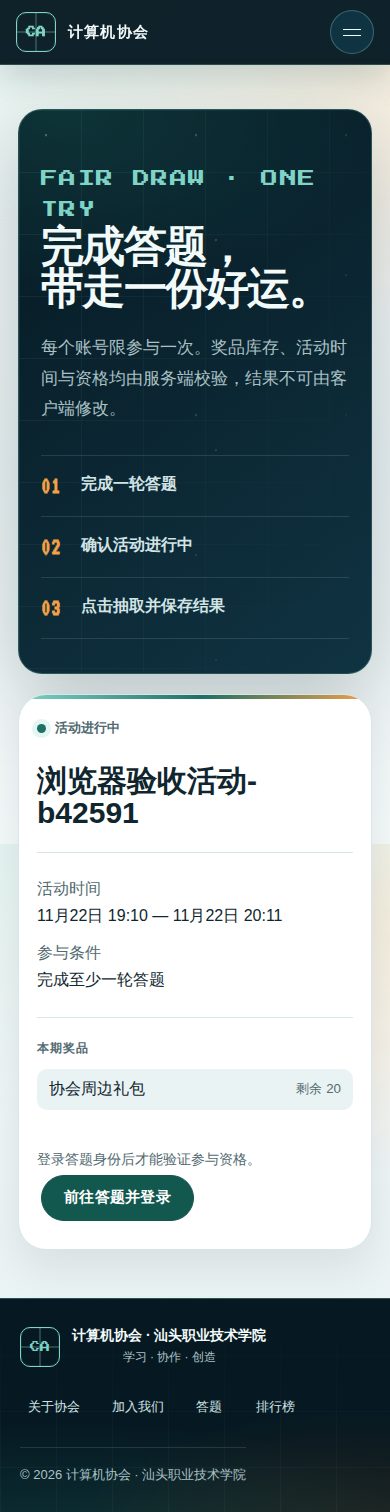 CA 计算机协会
FAIR DRAW · ONE
TRY
完成答题，
带走一份好运。
每个账号限参与一次。奖品库存、活动时
间与资格均由服务端校验，结果不可由客
户端修改。
01 完成一轮答题
02 确认活动进行中
03 点击抽取并保存结果
活动进行中
浏览器验收活动-
b42591
活动时间
11月22日 19:10 — 11月22日 20:11
参与条件
完成至少一轮答题
本期奖品
协会周边礼包 剩余 20
登录答题身份后才能验证参与资格。
前往答题并登录
CA 计算机协会 · 汕头职业技术学院
学习 · 协作 · 创造
关于协会 加入我们 答题 排行榜
© 2026 计算机协会 · 汕头职业技术学院